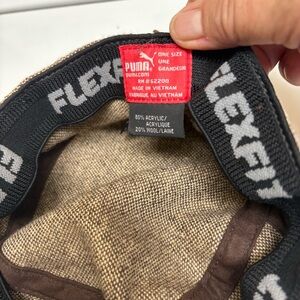 PUMA
PUMA.COM
ONE SIZE
UNE
GRANDEUR
RN #62200
MADE IN VIETNAM
FABRIQUÉ AU VIETNAM
80% ACRYLIC/
ACRYLIQUE
20% WOOL/LAINE
FLEXFIT
FLEXFIT